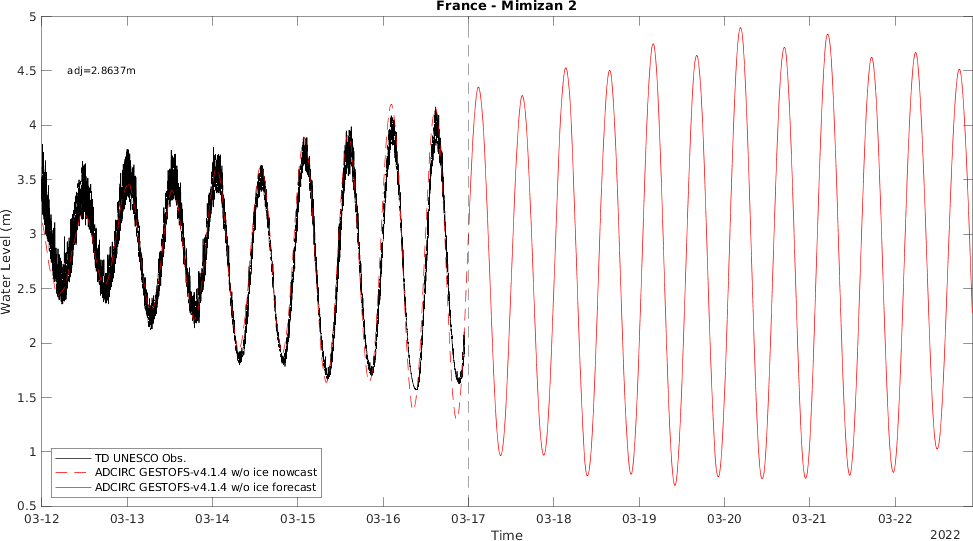 France - Mimizan 2
adj=2.8637m
Water Level (m)
5
4.5
4
3.5
3
2.5
2
1.5
1
0.5
TD UNESCO Obs.
ADCIRC GESTOFS-v4.1.4 w/o ice nowcast
ADCIRC GESTOFS-v4.1.4 w/o ice forecast
03-12 03-13 03-14 03-15 03-16 03-17 03-18 03-19 03-20 03-21 03-22
Time
2022